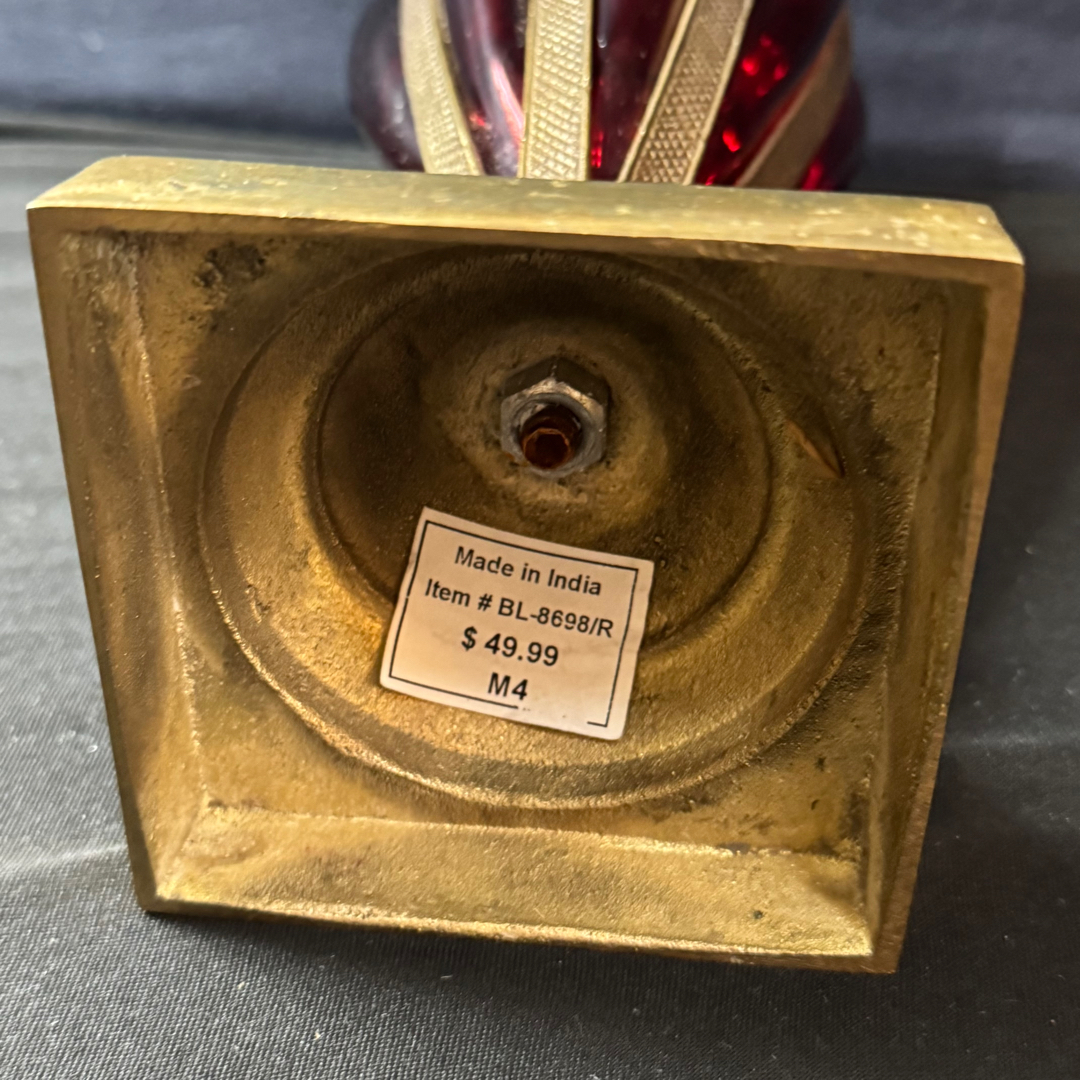 Made in India
Item # BL-8698/R
$ 49.99
M4